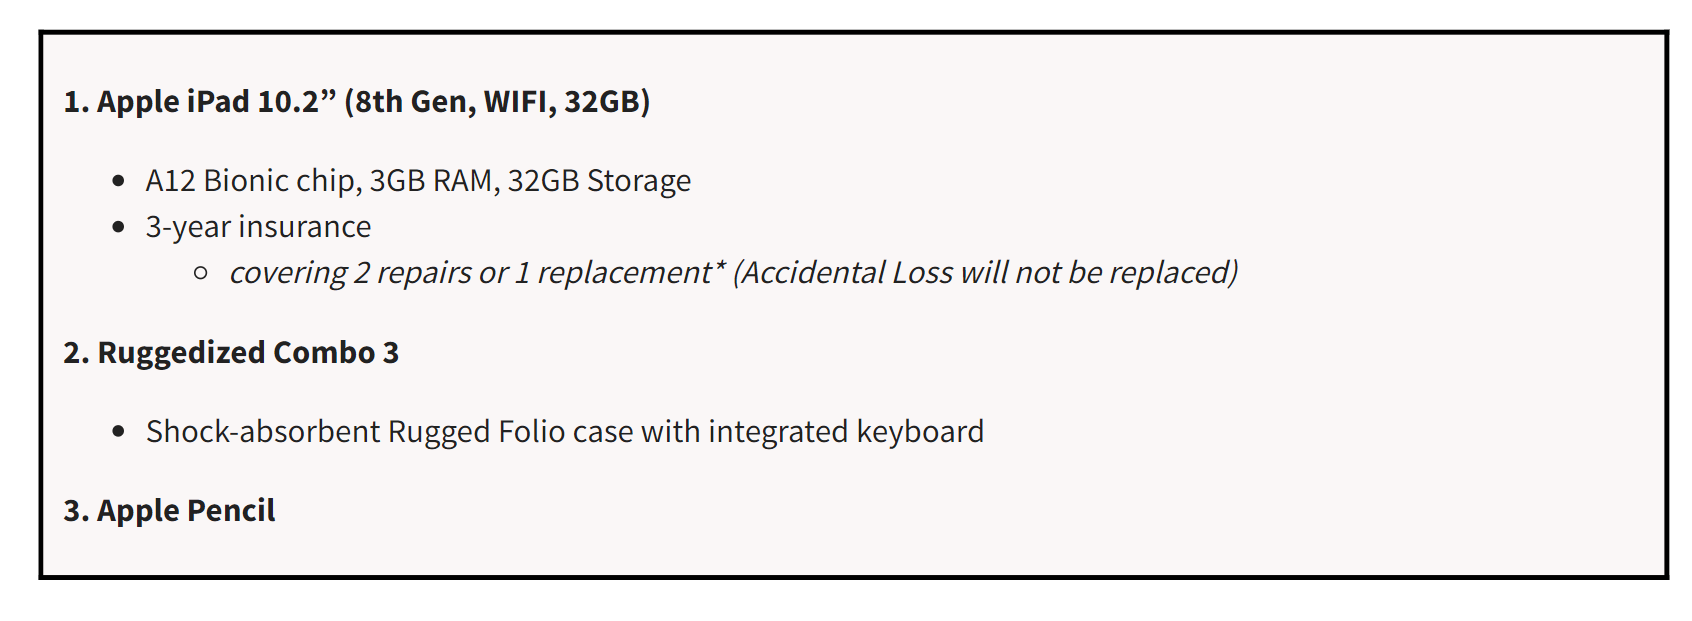 1. Apple iPad 10.2” (8th Gen, WIFI, 32GB)
• A12 Bionic chip, 3GB RAM, 32GB Storage
• 3-year insurance
○ covering 2 repairs or 1 replacement* (Accidental Loss will not be replaced)
2. Ruggedized Combo 3
• Shock-absorbent Rugged Folio case with integrated keyboard
3. Apple Pencil